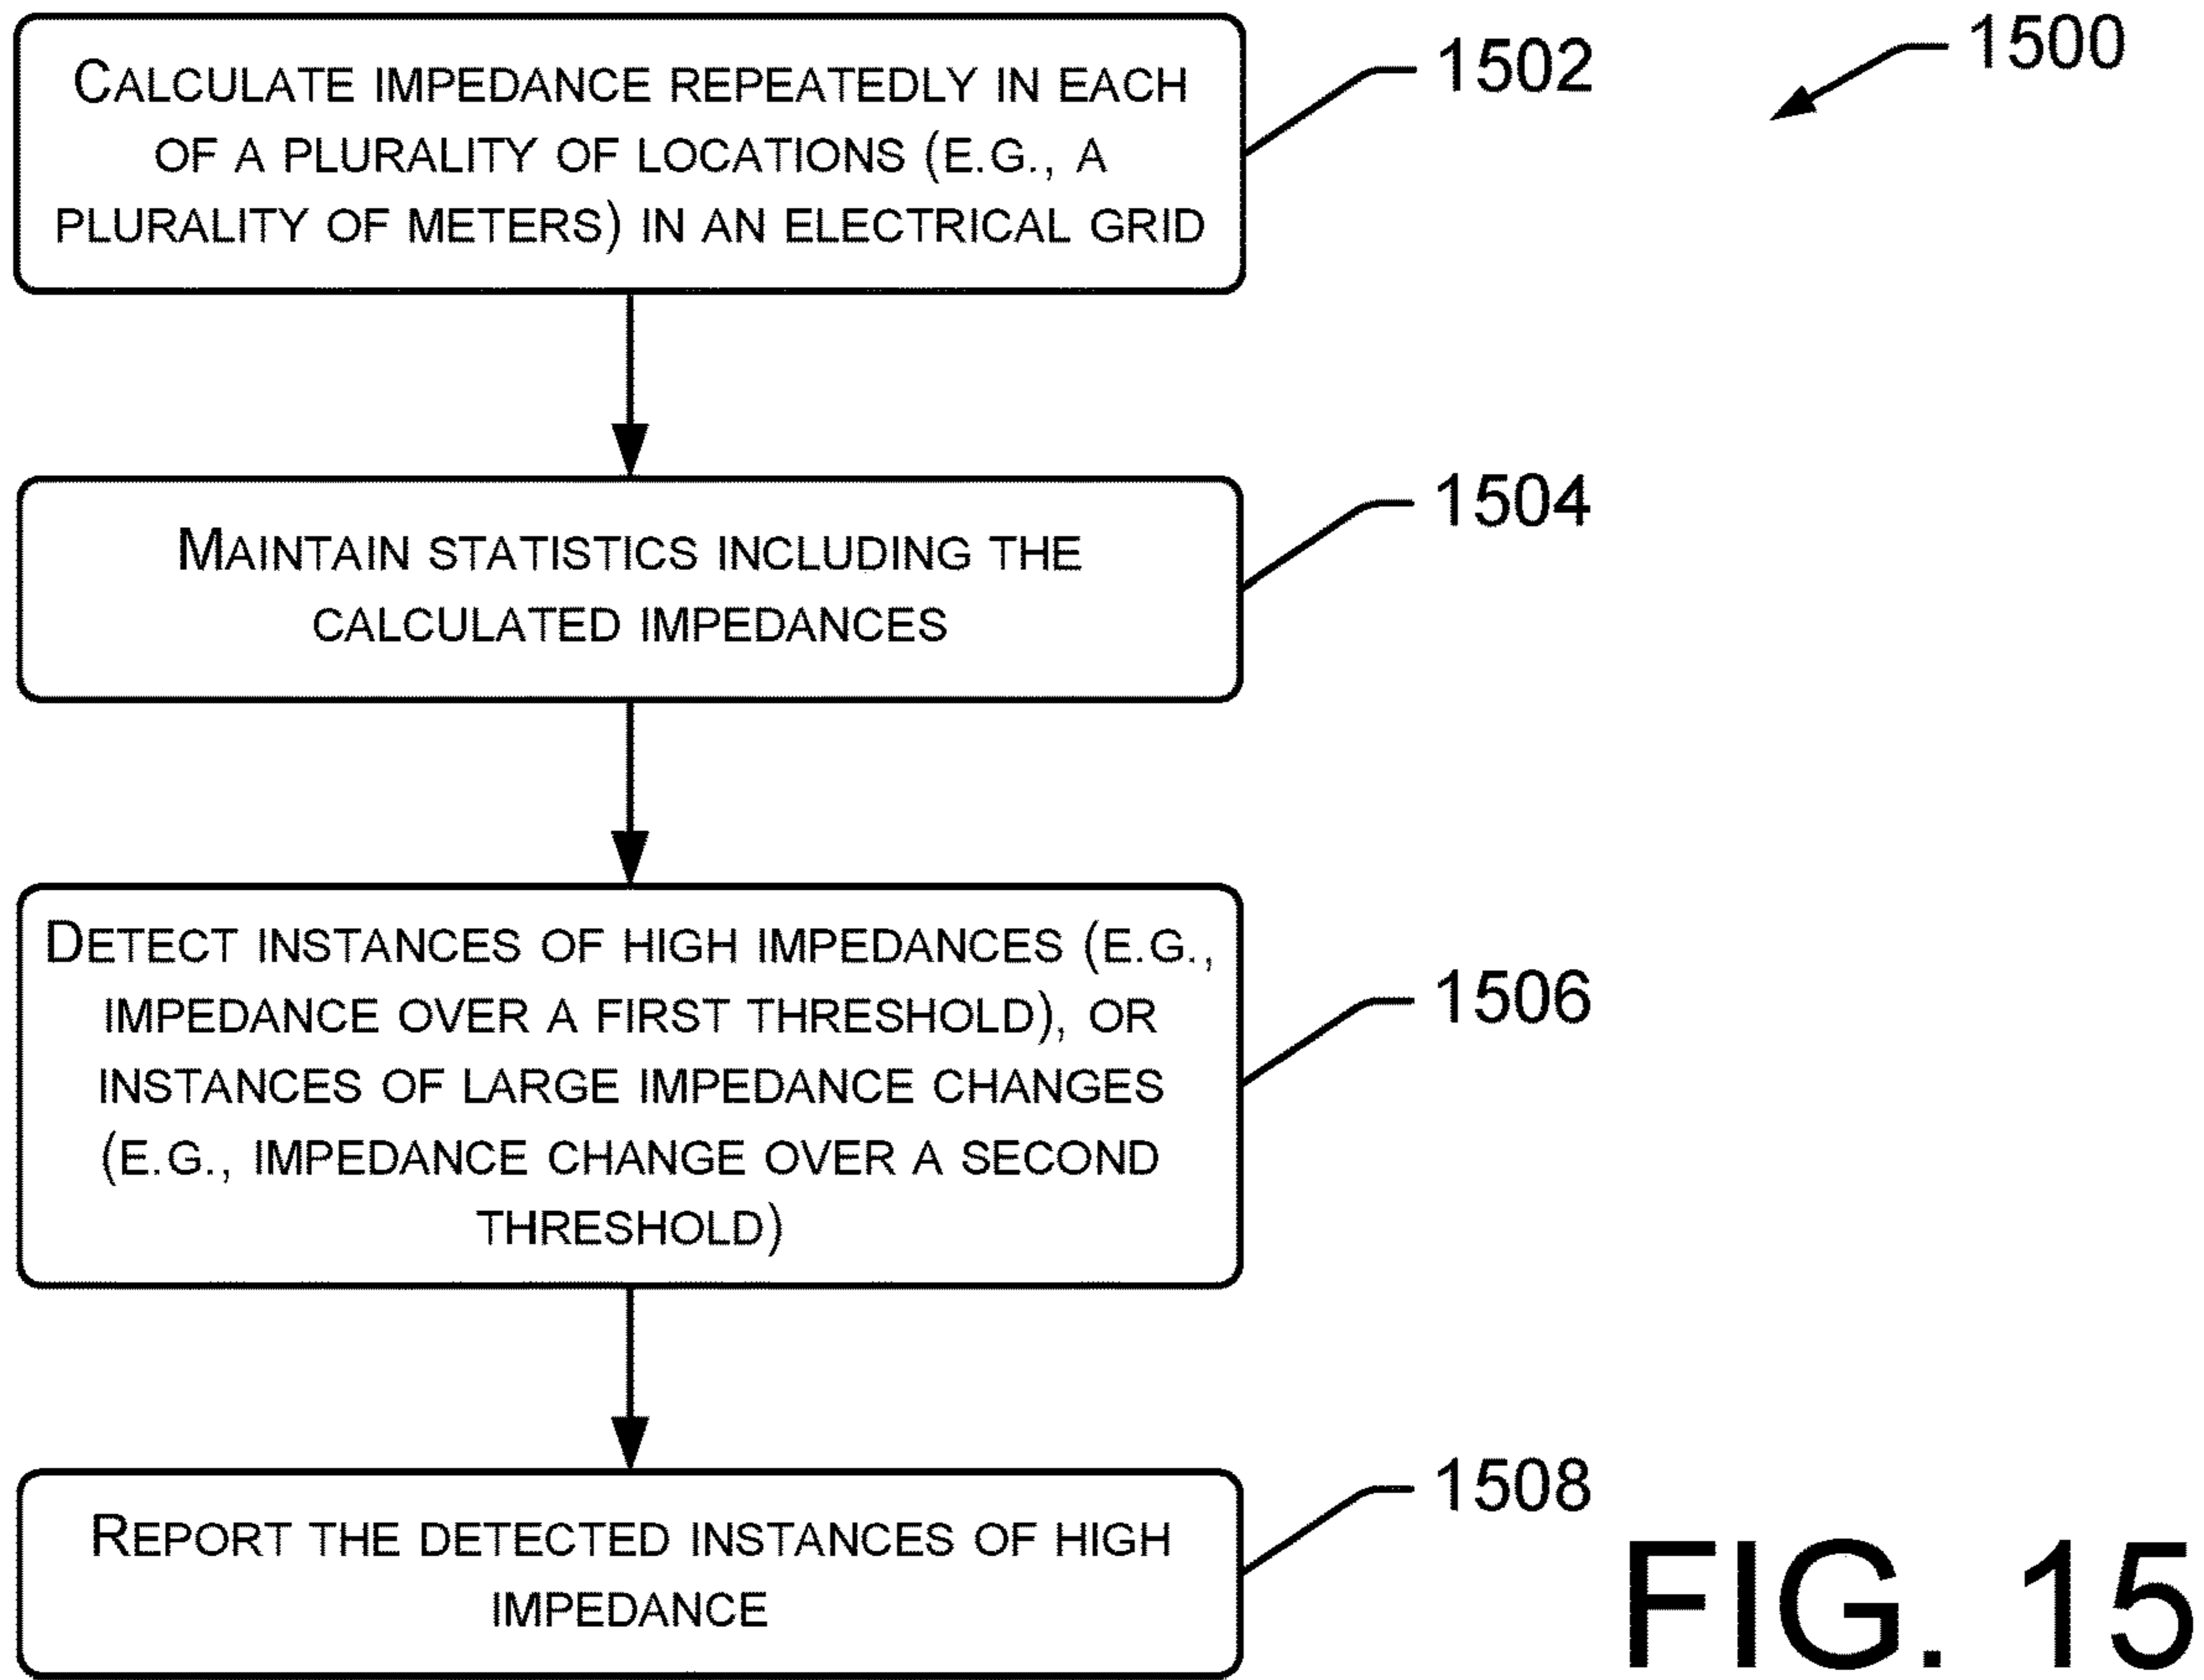 CALCULATE IMPEDANCE REPEATEDLY IN EACH
OF A PLURALITY OF LOCATIONS (E.G., A
PLURALITY OF METERS) IN AN ELECTRICAL GRID
1502
1500
MAINTAIN STATISTICS INCLUDING THE
CALCULATED IMPEDANCES
1504
DETECT INSTANCES OF HIGH IMPEDANCES (E.G.,
IMPEDANCE OVER A FIRST THRESHOLD), OR
INSTANCES OF LARGE IMPEDANCE CHANGES
(E.G., IMPEDANCE CHANGE OVER A SECOND
THRESHOLD)
1506
REPORT THE DETECTED INSTANCES OF HIGH
IMPEDANCE
1508
FIG. 15